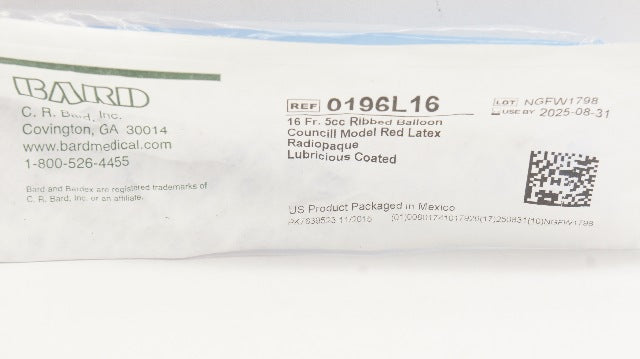 BARD
C. R. Bard, Inc.
Covington, GA 30014
www.bardmedical.com
1-800-526-4455
Bard and Bardex are registered trademarks of
C. R. Bard, Inc. or an affiliate.
REF 0196L16
16 Fr. 5cc Ribbed Balloon
Councill Model Red Latex
Radiopaque
Lubricious Coated
LOT NGFW1798
USE BY 2025-08-31
US Product Packaged in Mexico
11/2015